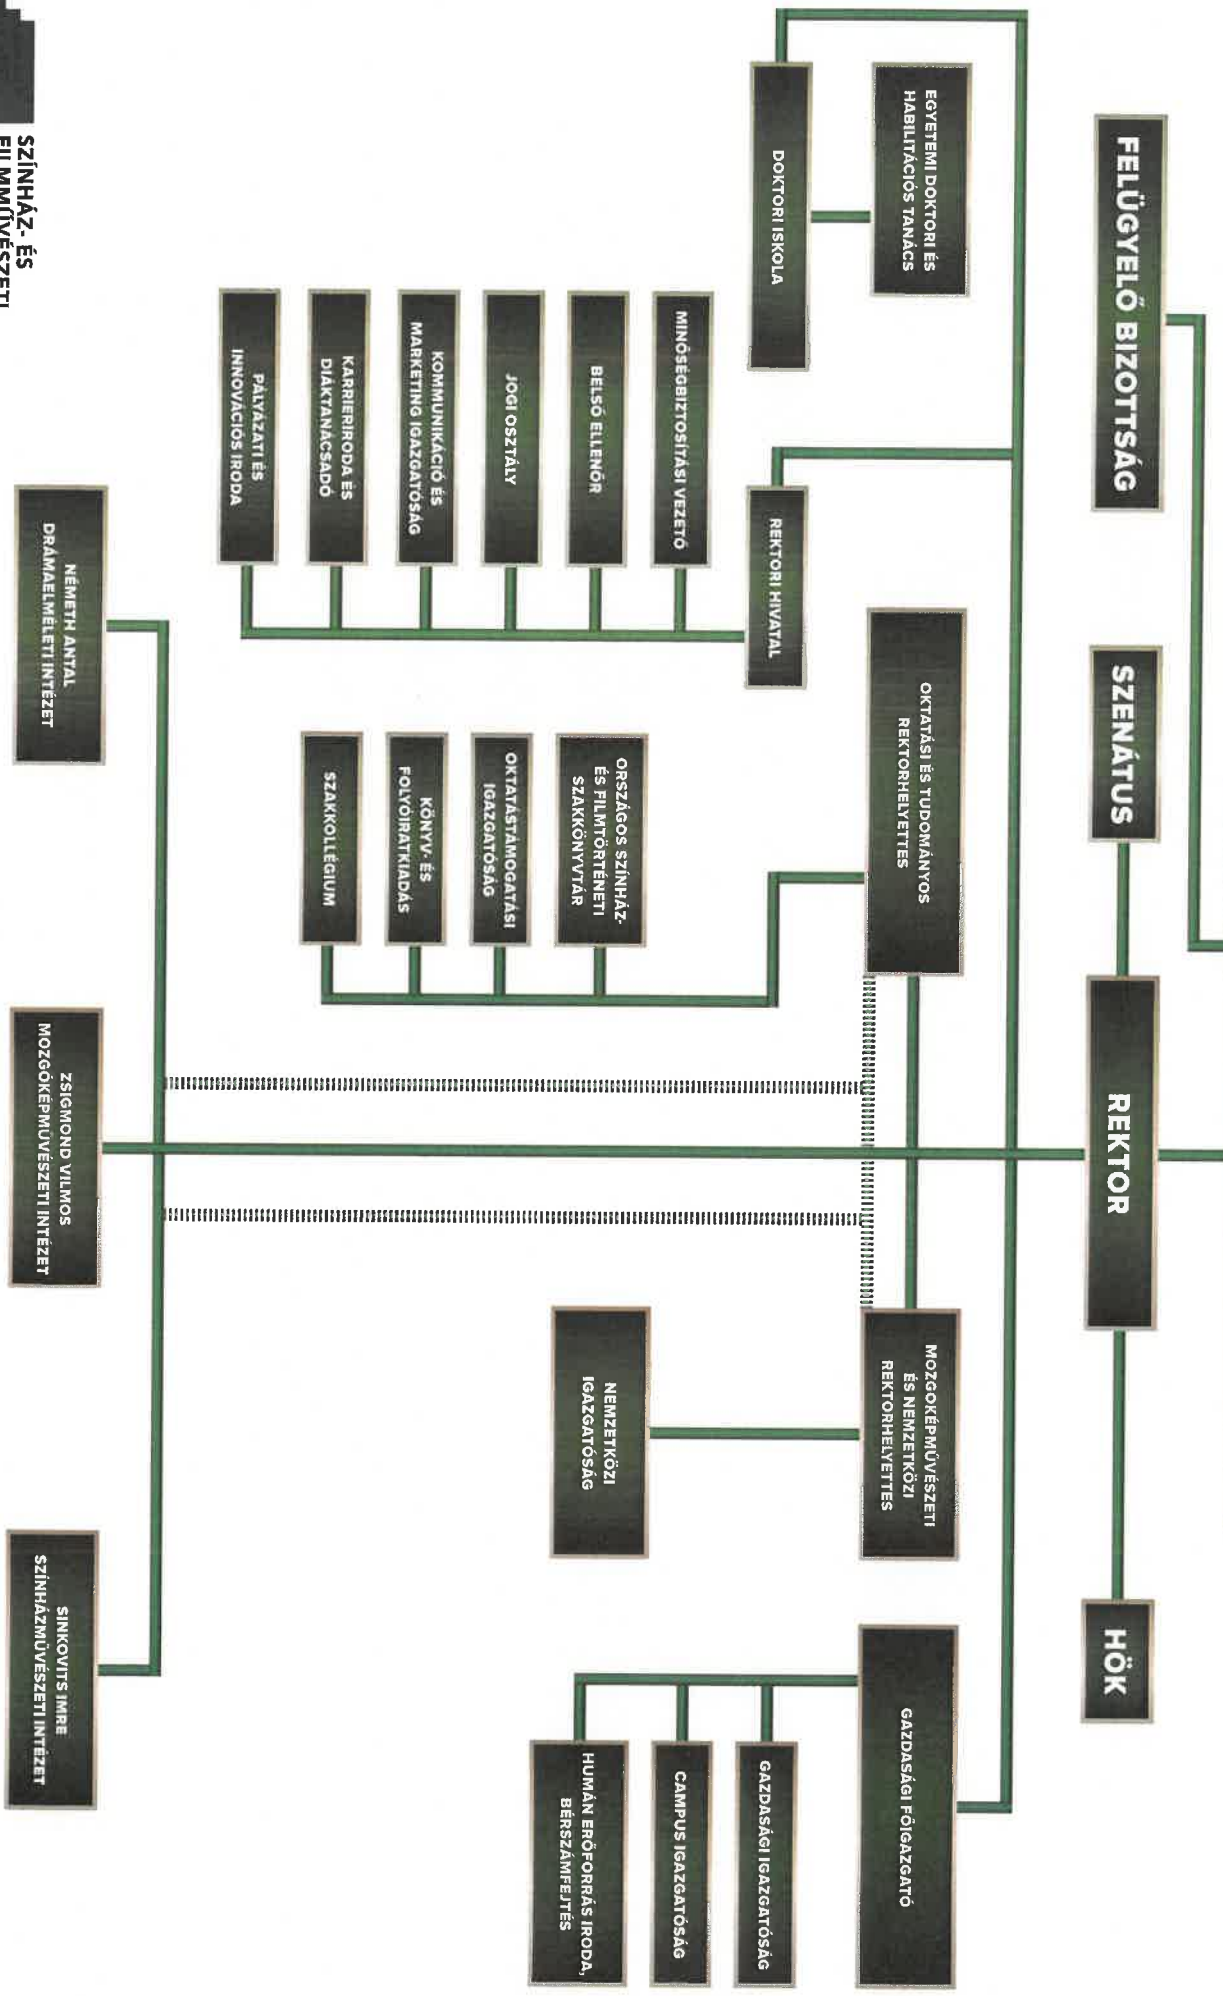 FELÜGYELŐ BIZOTTSÁG
SZENÁTUS
REKTOR
HÖK
EGYETEMI DOKTORI ÉS
HABILITÁCIÓS TANÁCS
DOKTORI ISKOLA
REKTORI HIVATAL
MINŐSÉGBIZTOSÍTÁSI VEZETŐ
BELSŐ ELLENŐR
JOGI OSZTÁLY
KOMMUNIKÁCIÓ ÉS
MARKETING IGAZGATÓSÁG
KARRIERIRODA ÉS
DIÁKTANÁCSADÓ
PÁLYÁZATI ÉS
INNOVÁCIÓS IRODA
OKTATÁSI ÉS TUDOMÁNYOS
REKTORHELYETTES
ORSZÁGOS SZÍNHÁZ-
ÉS FILMTÖRTÉNETI
SZAKKÖNYVTÁR
OKTATÁSTÁMOGATÁSI
IGAZGATÓSÁG
KÖNYV- ÉS
FOLYÓIRATKIADÁS
SZAKKOLLÉGIUM
MOZGÓKÉPMŰVÉSZETI
ÉS NEMZETKÖZI
REKTORHELYETTES
NEMZETKÖZI
IGAZGATÓSÁG
GAZDASÁGI FŐIGAZGATÓ
GAZDASÁGI IGAZGATÓSÁG
CAMPUS IGAZGATÓSÁG
HUMÁN ERŐFORRÁS IRODA,
BÉRSZÁMFEJTÉS
NÉMETH ANTAL
DRÁMAELMÉLETI INTÉZET
ZSIGMOND VILMOS
MOZGÓKÉPMŰVÉSZETI INTÉZET
SINKOVITS IMRE
SZÍNHÁZMŰVÉSZETI INTÉZET
SZÍNHÁZ- ÉS
FILMMŰVÉSZETI